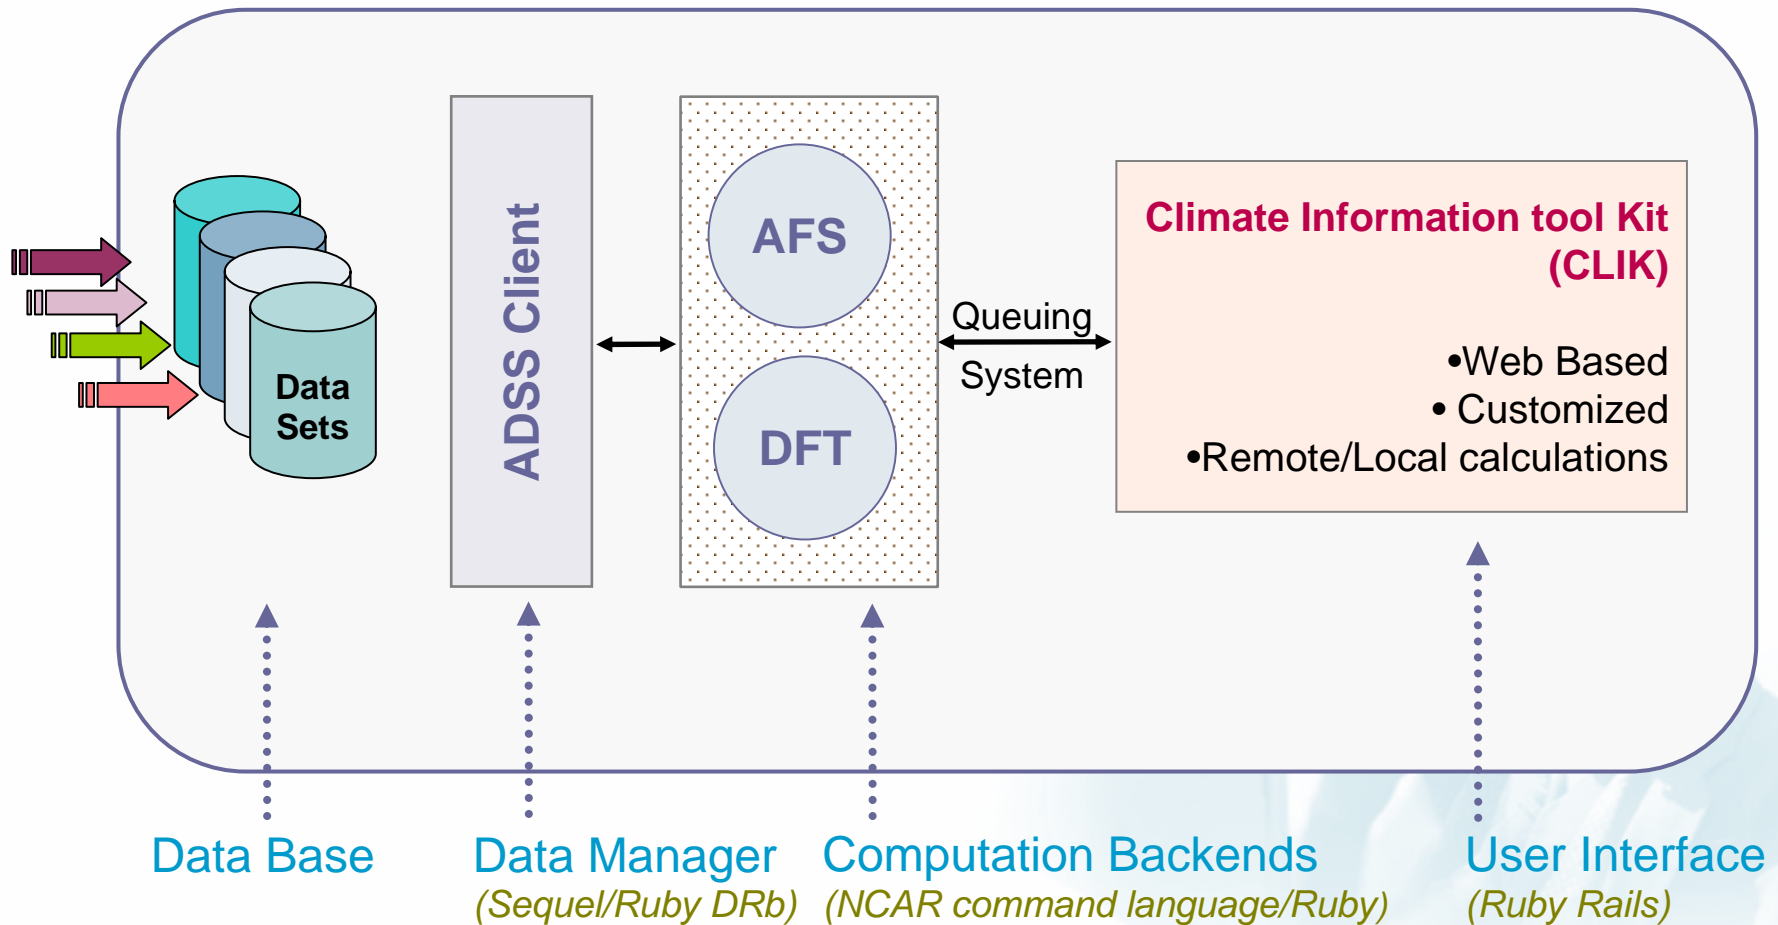 Data
Sets
ADSS Client
AFS
DFT
Queuing
System
Climate Information tool Kit
(CLIK)
•Web Based
• Customized
•Remote/Local calculations
Data Base
Data Manager
(Sequel/Ruby DRb)
Computation Backends
(NCAR command language/Ruby)
User Interface
(Ruby Rails)